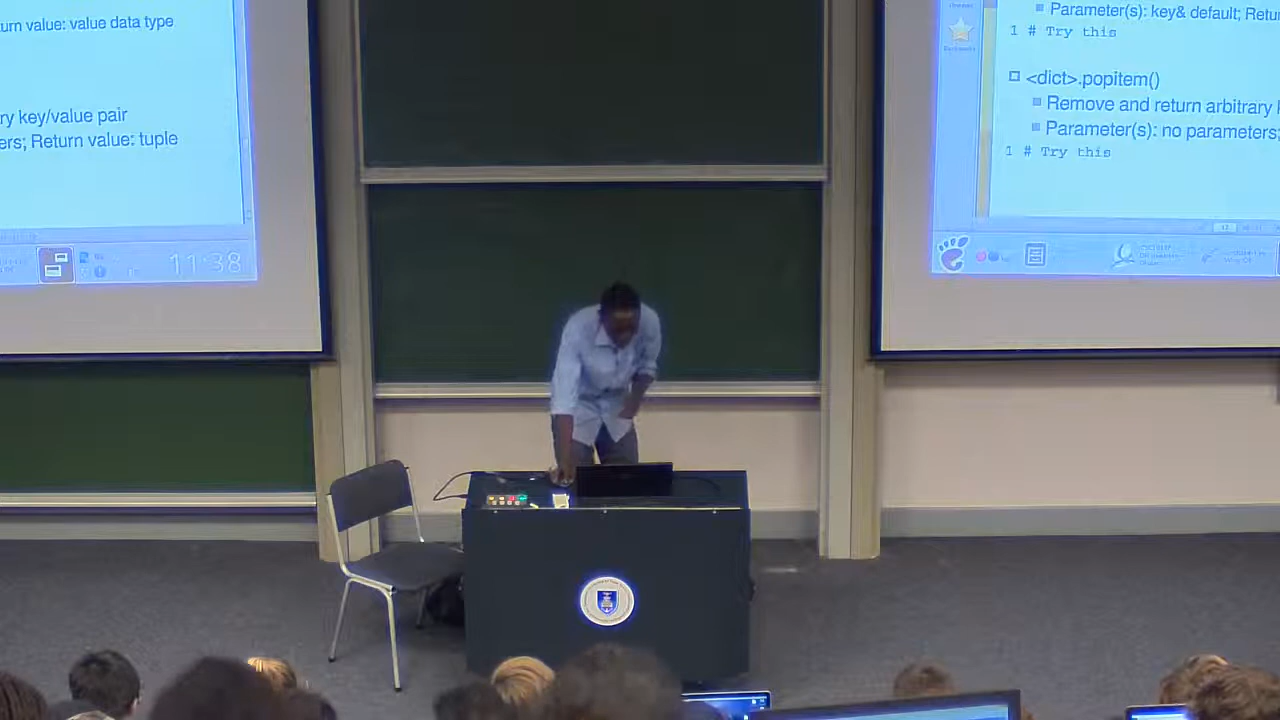 urn value: value data type
ry key/value pair
ers; Return value: tuple
11:38
Parameter(s): key& default; Retu
1 # Try this
<dict>.popitem()
Remove and return arbitrary
Parameter(s): no parameters;
1 # Try this
12